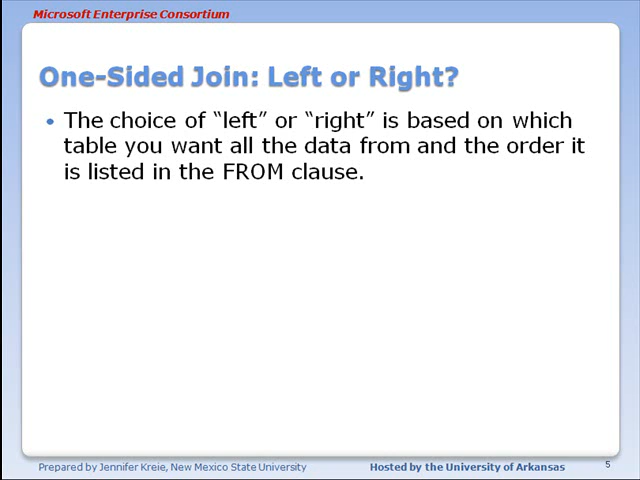 Microsoft Enterprise Consortium
One-Sided Join: Left or Right?
• The choice of “left” or “right” is based on which
table you want all the data from and the order it
is listed in the FROM clause.
Prepared by Jennifer Kreie, New Mexico State University
Hosted by the University of Arkansas
5